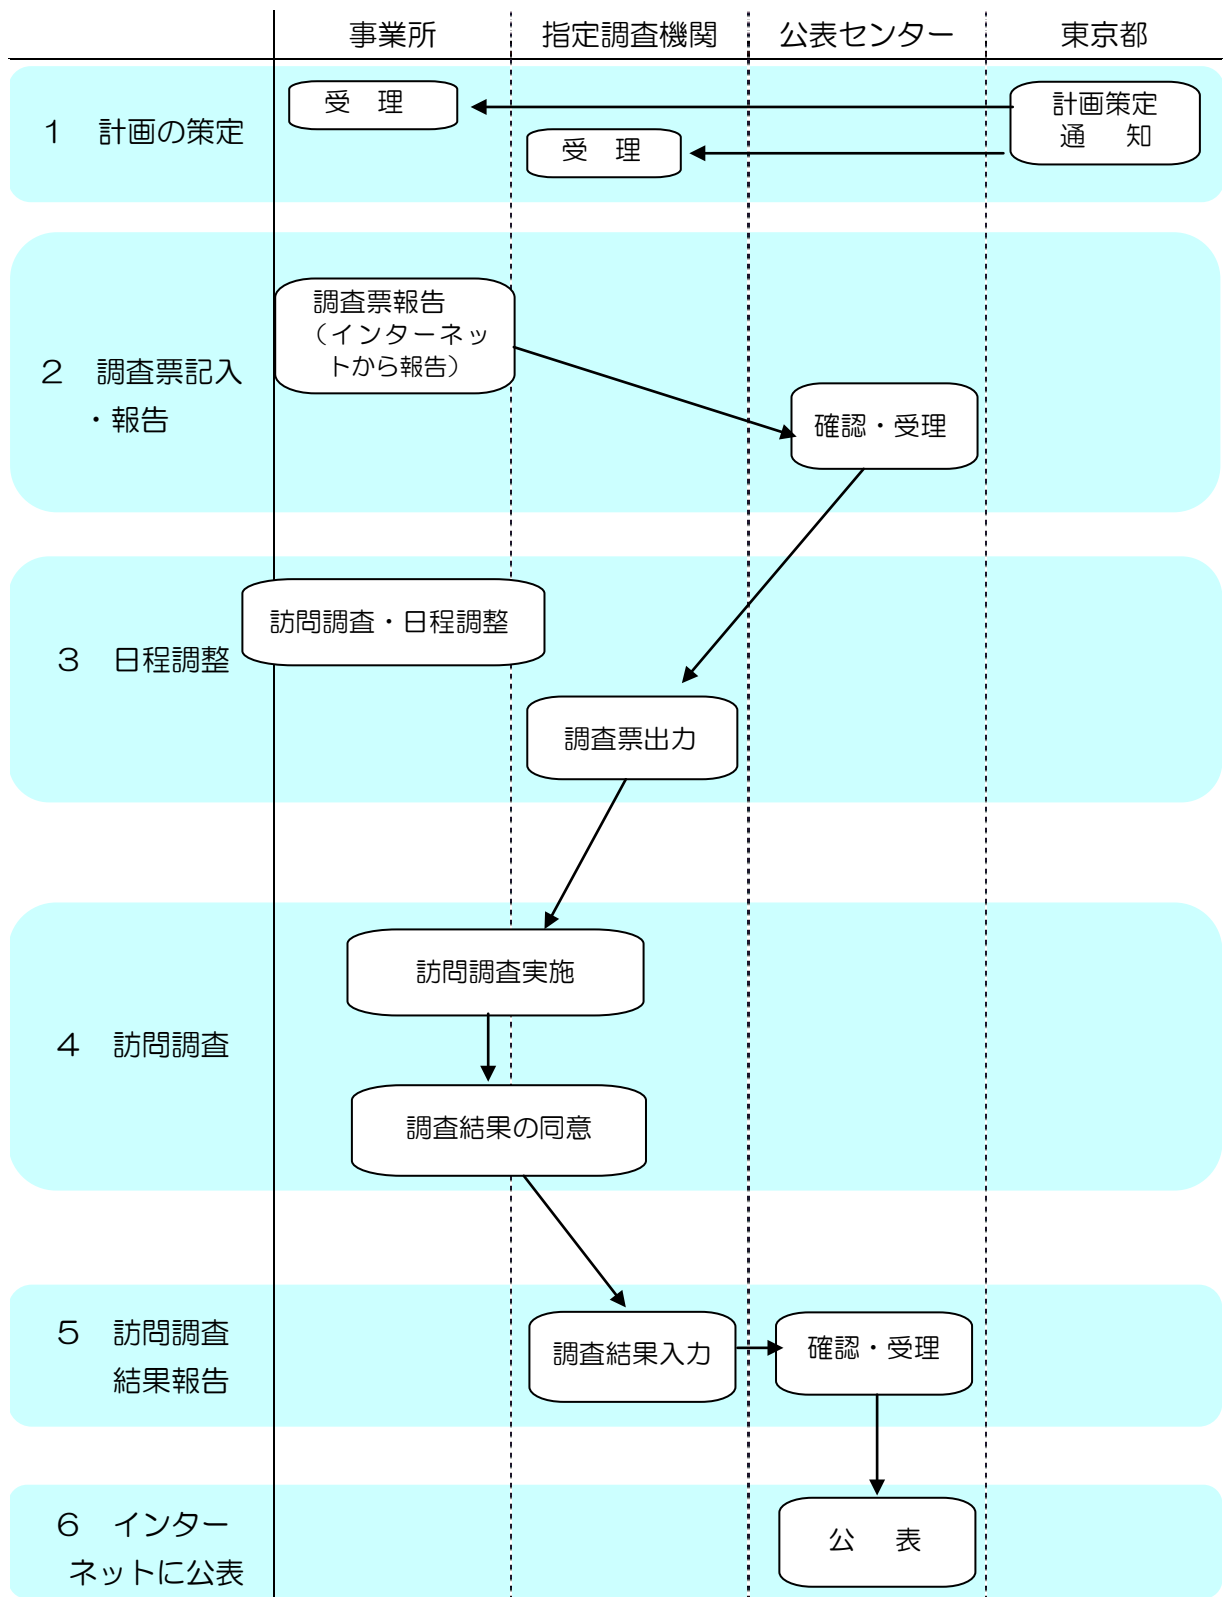 事業所 指定調査機関 公表センター 東京都
1 計画の策定
受 理
計画策定
通 知
受 理
2 調査票記入
・報告
調査票報告
(インターネッ
トから報告)
確認・受理
3 日程調整
訪問調査・日程調整
調査票出力
4 訪問調査
訪問調査実施
調査結果の同意
5 訪問調査
結果報告
調査結果入力
確認・受理
6 インター
ネットに公表
公 表